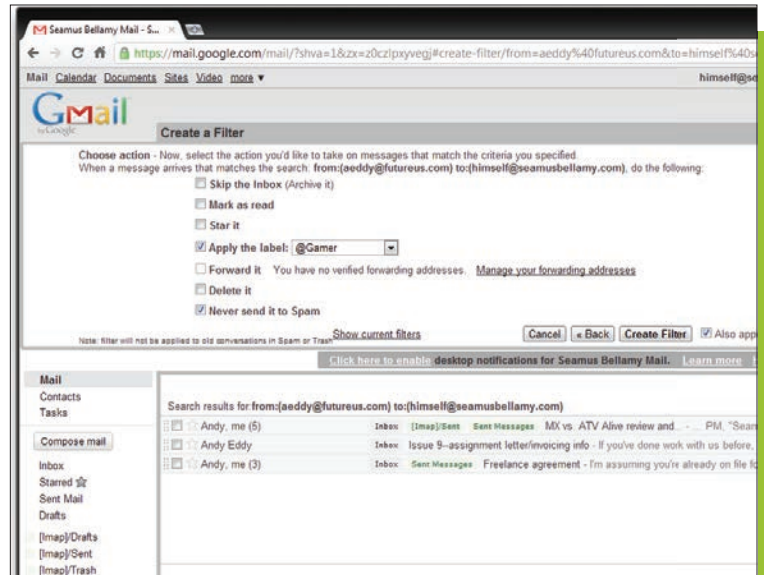 Seamus Bellamy Mail - S...
https://mail.google.com/mail/?shva=1&zx=z0czlpxyvegj#create-filter/from=aeddy%40futureus.com&to=himself%40s
Mail Calendar Documents Sites Video more ▼ himself@se
Gmail
by Google
Create a Filter
Choose action - Now, select the action you'd like to take on messages that match the criteria you specified.
When a message arrives that matches the search: from:(aeddy@futureus.com) to:(himself@seamusbellamy.com), do the following:
Skip the Inbox (Archive it)
Mark as read
Star it
Apply the label: @Gamer
Forward it You have no verified forwarding addresses. Manage your forwarding addresses
Delete it
Never send it to Spam
Show current filters Cancel « Back Create Filter Also app
Note: filter will not be applied to old conversations in Spam or Trash
Click here to enable desktop notifications for Seamus Bellamy Mail. Learn more
Mail
Contacts
Tasks
Compose mail
Inbox
Starred
Sent Mail
Drafts
[Imap]/Drafts
[Imap]/Sent
[Imap]/Trash
Search results for:from:(aeddy@futureus.com) to:(himself@seamusbellamy.com)
Andy, me (5) Inbox [Imap]/Sent Sent Messages MX vs. ATV Alive review and... - ... PM, "Seam
Andy Eddy Inbox Issue 9--assignment letter/invoicing info - If you've done work with us before,
Andy, me (3) Inbox Sent Messages Freelance agreement - I'm assuming you're already on file fo